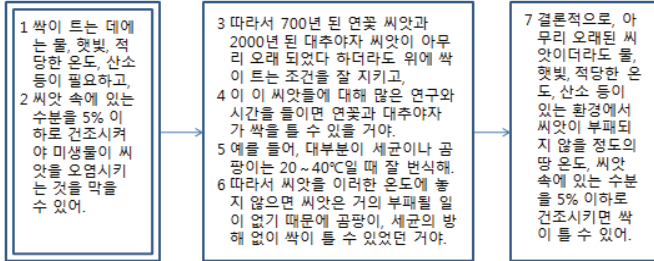 1 싹이 트는 데에
는 물, 햇빛, 적
당한 온도, 산소
등이 필요하고,
2 씨앗 속에 있는
수분을 5% 이
하로 건조시켜
야 미생물이 씨
앗을 오염시키
는 것을 막을
수 있어.
3 따라서 700년 된 연꽃 씨앗과
2000년 된 대추야자 씨앗이 아무
리 오래 되었다 하더라도 위에 싹
이 트는 조건을 잘 지키고,
4 이 이 씨앗들에 대해 많은 연구와
시간을 들이면 연꽃과 대추야자
가 싹을 틀 수 있을 거야.
5 예를 들어, 대부분이 세균이나 곰
팡이는 20~40℃일 때 잘 번식해.
6 따라서 씨앗을 이러한 온도에 놓
지 않으면 씨앗은 거의 부패될 일
이 없기 때문에 곰팡이, 세균의 방
해 없이 싹이 틀 수 있었던 거야.
7 결론적으로, 아
무리 오래된 씨
앗이더라도 물,
햇빛, 적당한 온
도, 산소 등이
있는 환경에서
씨앗이 부패되
지 않을 정도의
땅 온도, 씨앗
속에 있는 수분
을 5% 이하로
건조시키면 싹
이 틀 수 있어.